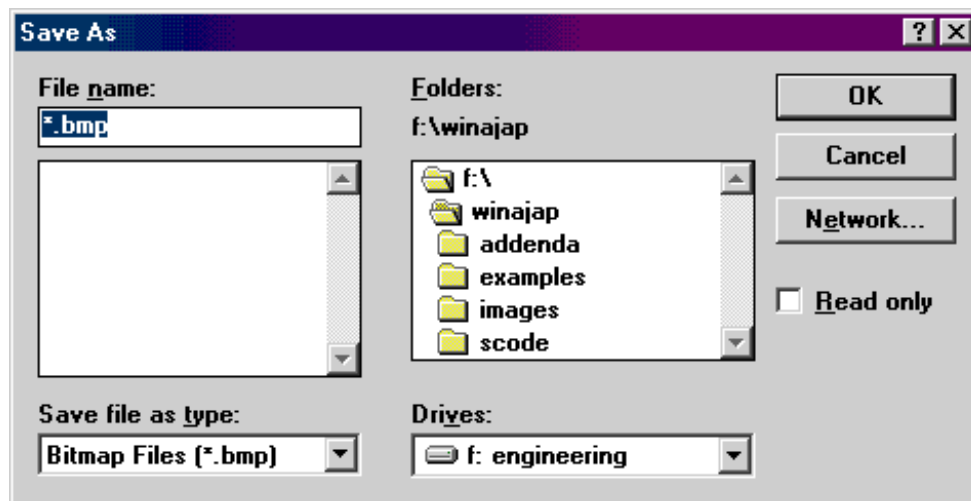 Save As
File name:
*.bmp
Save file as type:
Bitmap Files (*.bmp)
Folders:
f:\winajap
f:\
winajap
addenda
examples
images
scode
Drives:
f: engineering
OK
Cancel
Network...
Read only